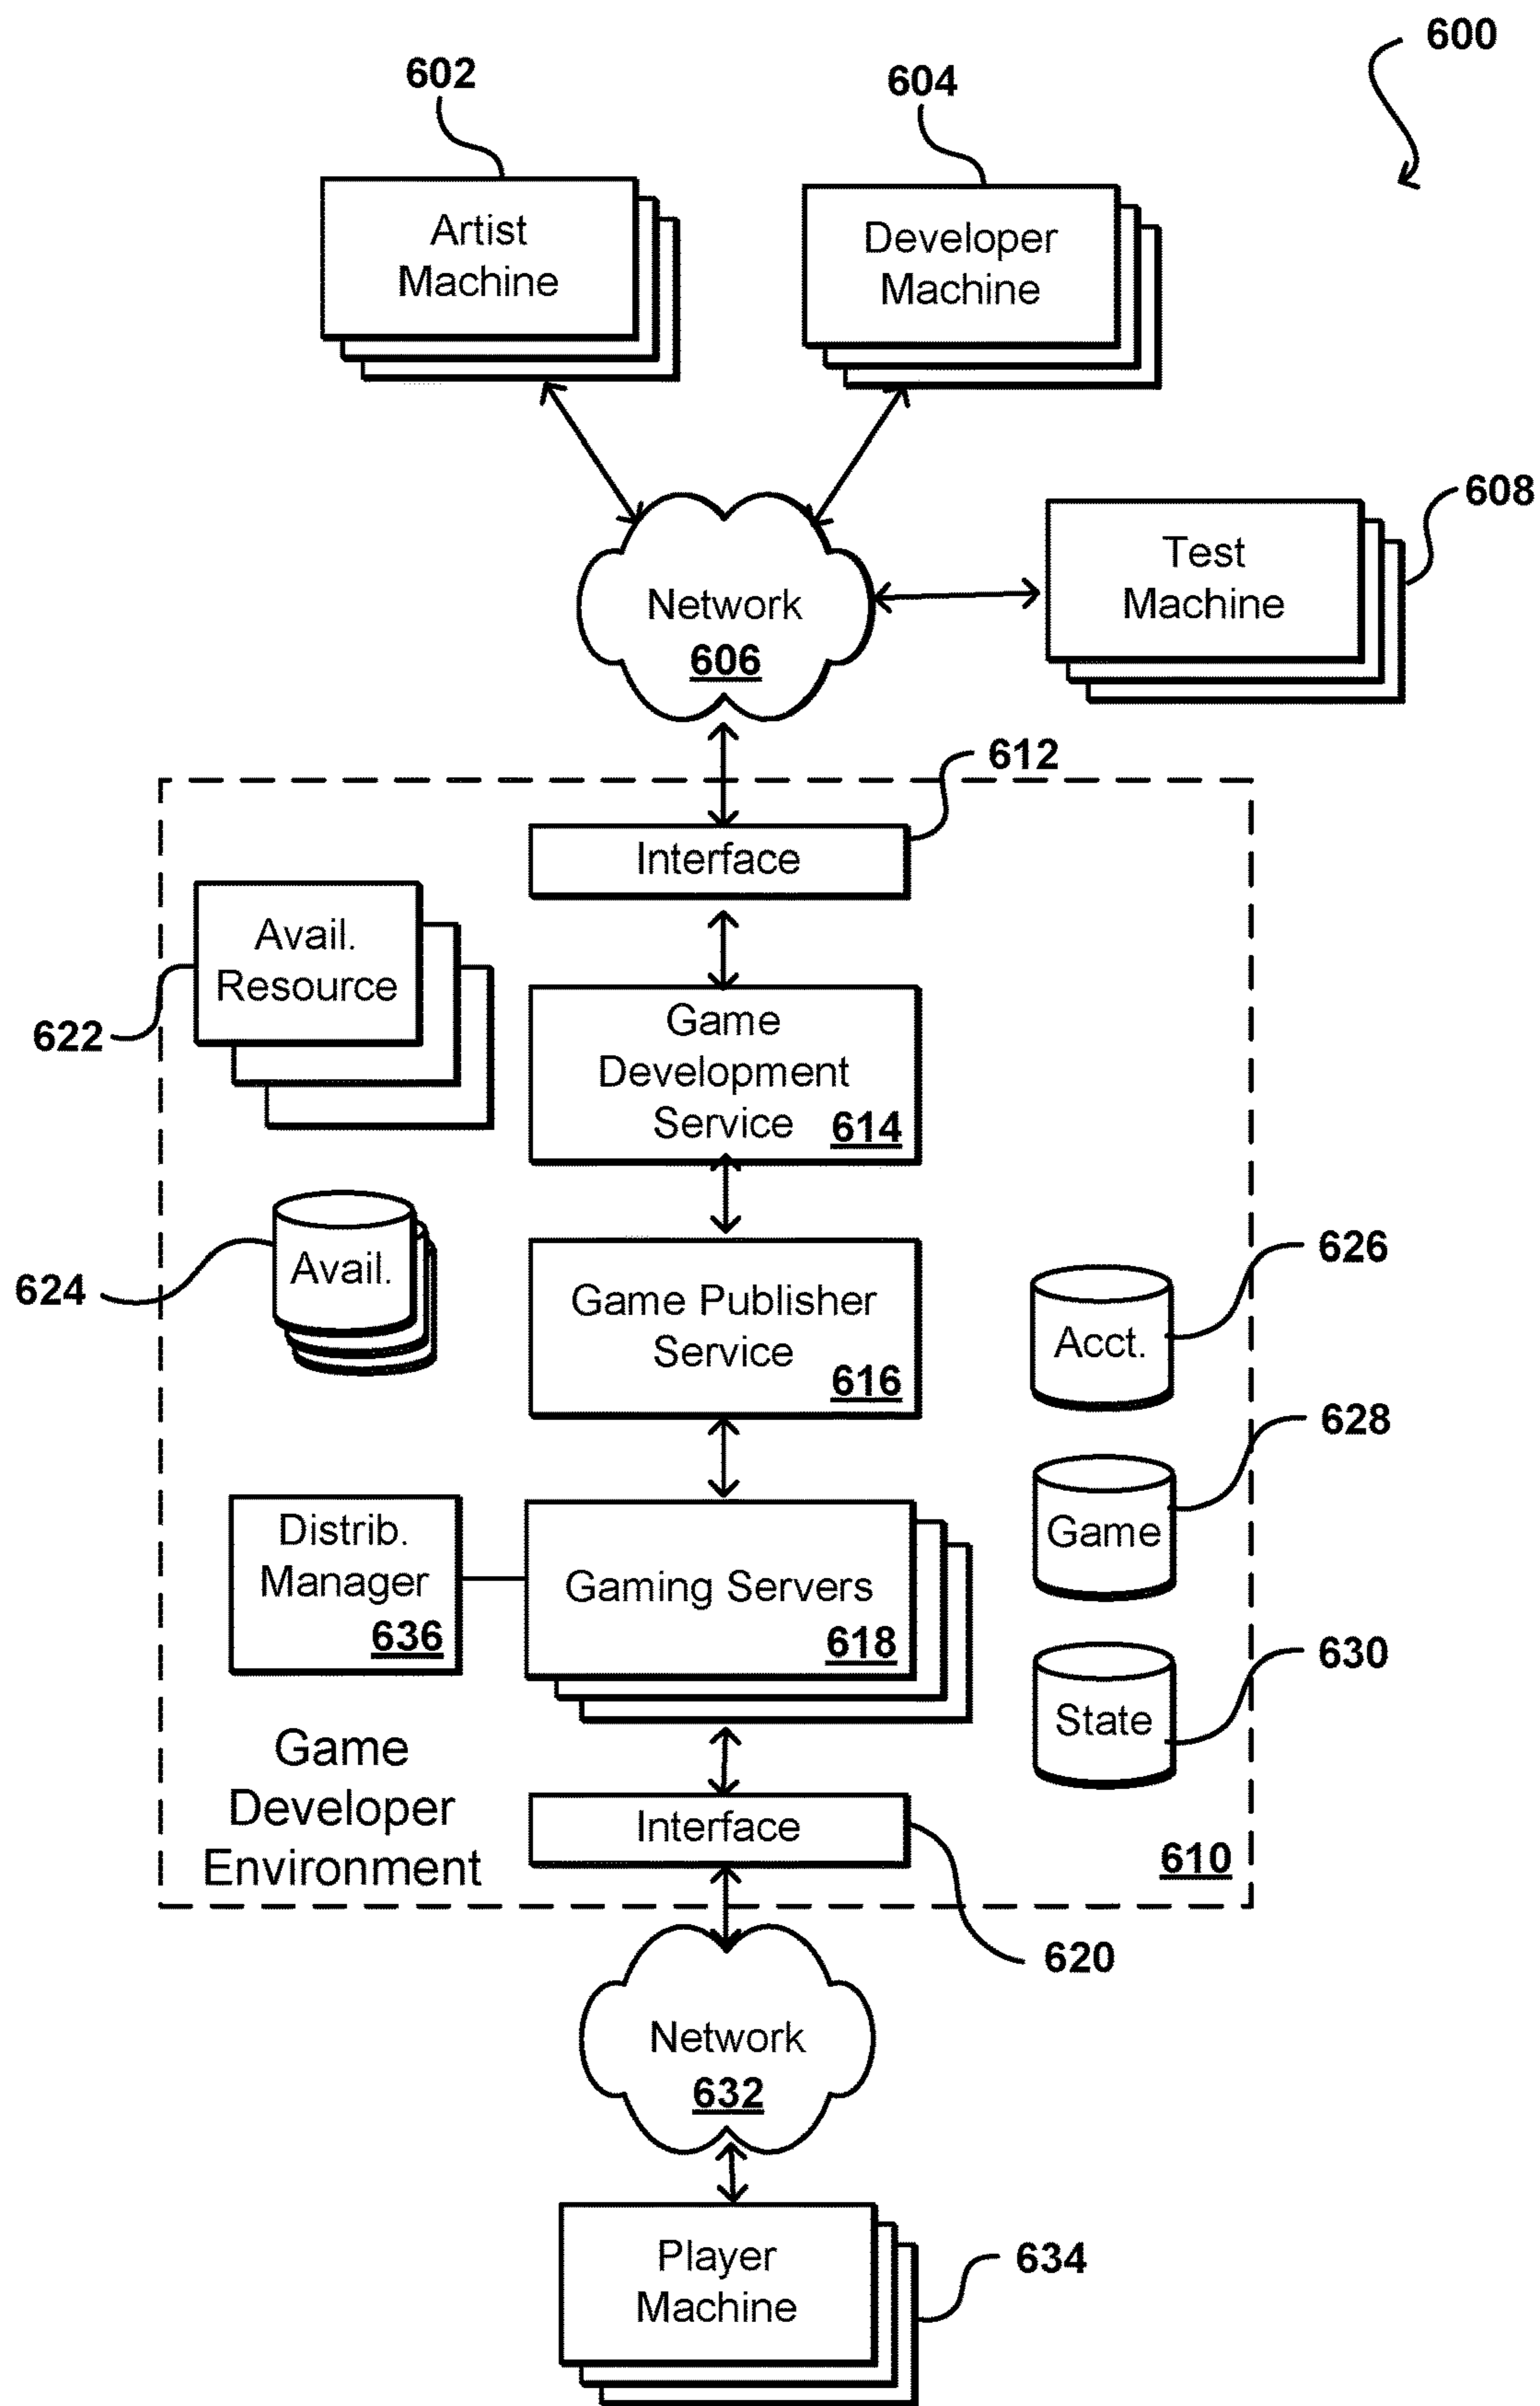 600
602
604
Artist
Machine
Developer
Machine
608
Test
Machine
Network
606
612
Interface
Avail.
Resource
622
Game
Development
Service 614
624
Avail.
Game Publisher
Service
616
626
Acct.
628
Game
Distrib.
Manager
636
Gaming Servers
618
630
State
Game
Developer
Environment
Interface
610
620
Network
632
Player
Machine
634